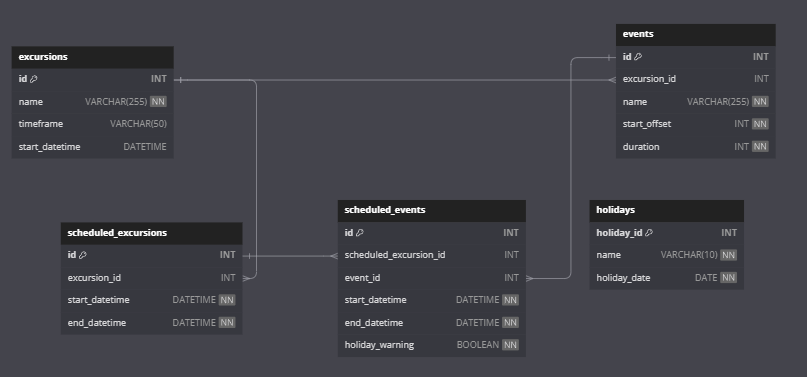 excursions
id INT
name VARCHAR(255) NN
timeframe VARCHAR(50)
start_datetime DATETIME
events
id INT
excursion_id INT
name VARCHAR(255) NN
start_offset INT NN
duration INT NN
scheduled_excursions
id INT
excursion_id INT
start_datetime DATETIME NN
end_datetime DATETIME NN
scheduled_events
id INT
scheduled_excursion_id INT
event_id INT
start_datetime DATETIME NN
end_datetime DATETIME NN
holiday_warning BOOLEAN NN
holidays
holiday_id INT
name VARCHAR(10) NN
holiday_date DATE NN